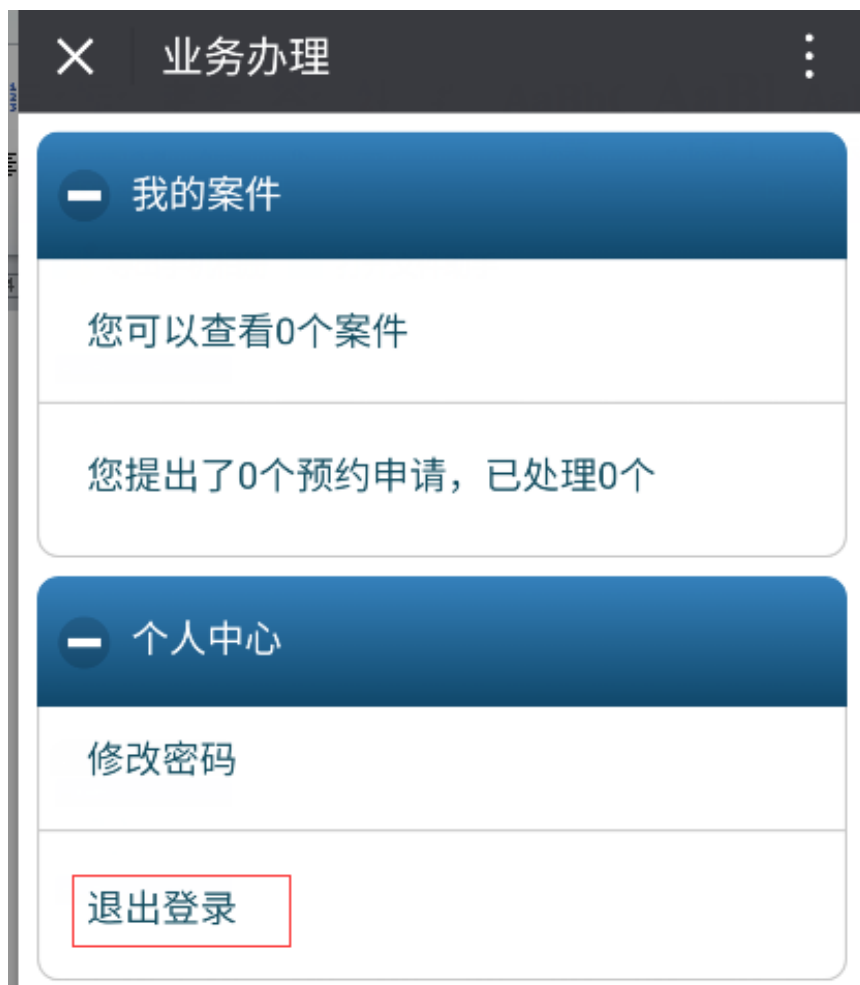 业务办理
我的案件
您可以查看0个案件
您提出了0个预约申请，已处理0个
个人中心
修改密码
退出登录